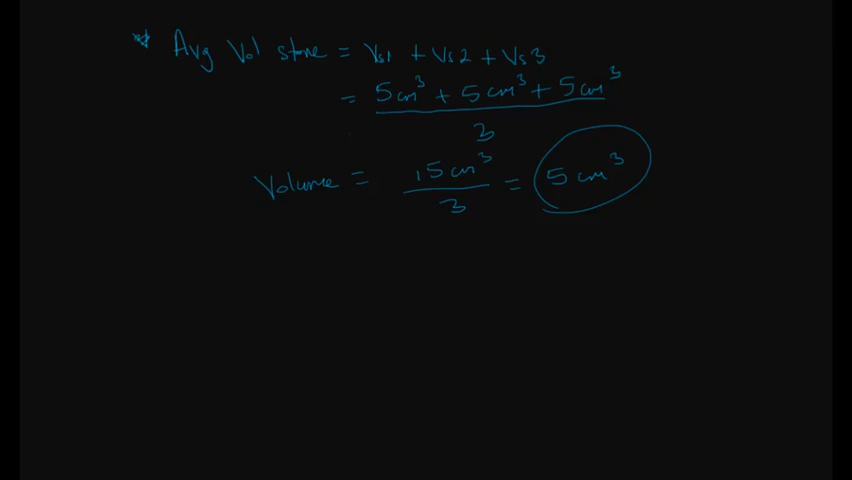 Avg Vol stone = Vs1 + Vs2 + Vs3
= 5cm³ + 5cm³ + 5cm³
3
Volume = 15cm³ = 5cm³
3